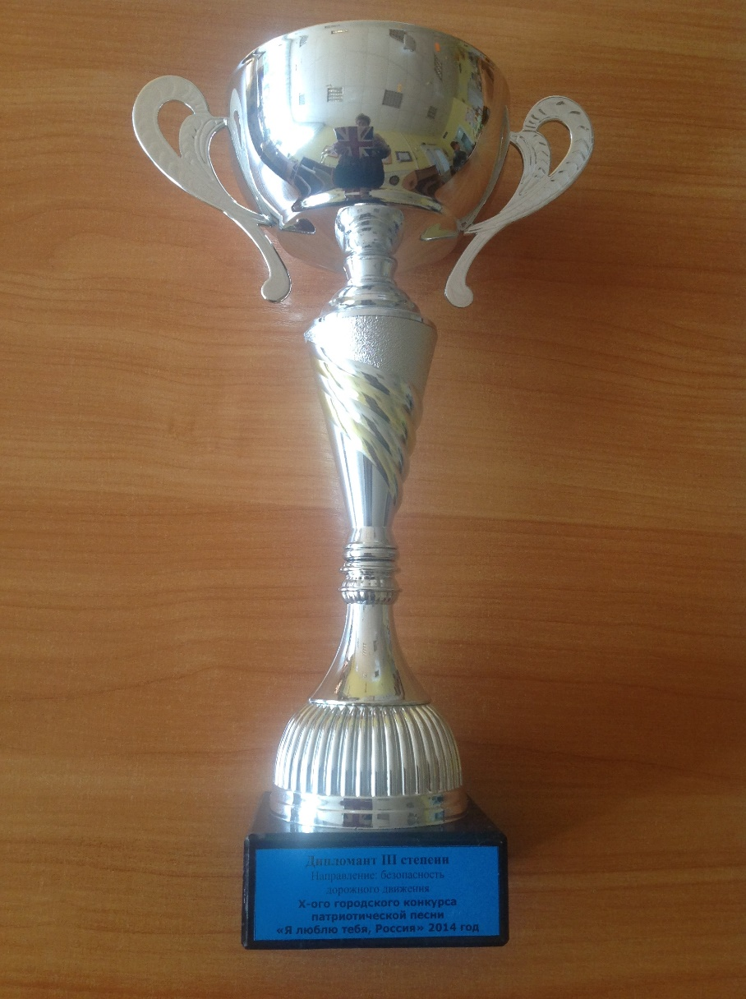 Дипломант III степени
Направление: безопасность
дорожного движения
X-ого городского конкурса
патриотической песни
«Я люблю тебя, Россия» 2014 год